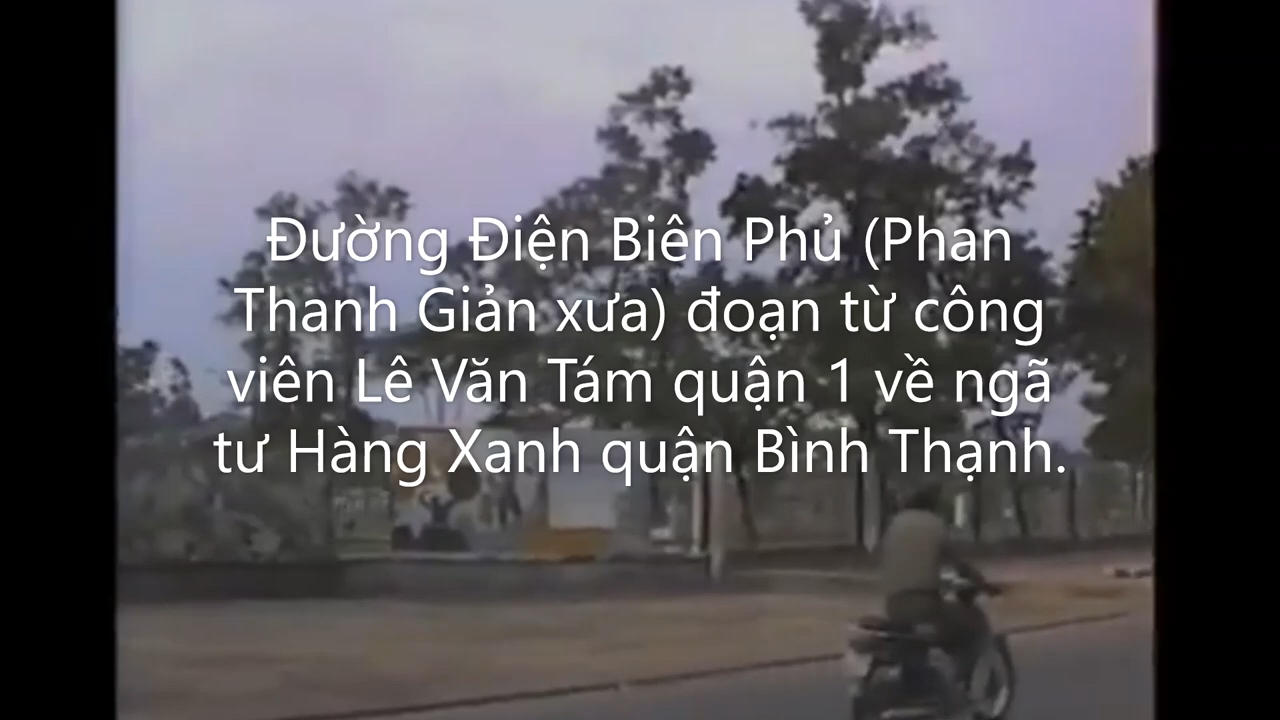 Đường Điện Biên Phủ (Phan
Thanh Giản xưa) đoạn từ công
viên Lê Văn Tám quận 1 về ngã
tư Hàng Xanh quận Bình Thạnh.